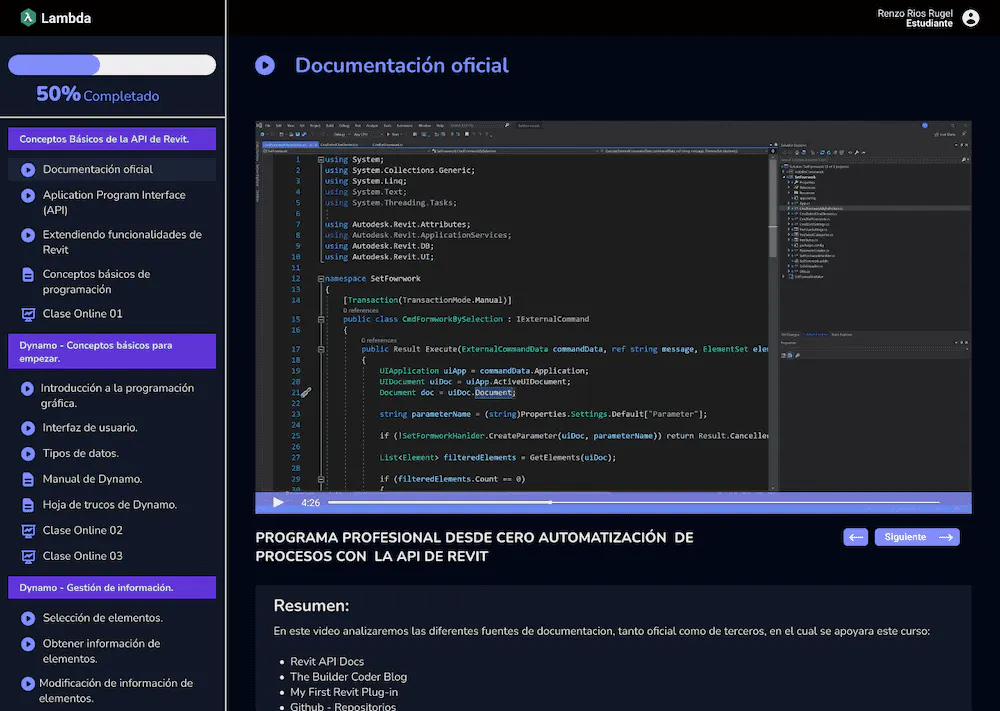 Lambda
Renzo Rios Rugel
Estudiante
50% Completado
Conceptos Básicos de la API de Revit.
Documentación oficial
Aplication Program Interface
(API)
Extendiendo funcionalidades de
Revit
Conceptos básicos de
programación
Clase Online 01
Dynamo - Conceptos básicos para
empezar.
Introducción a la programación
gráfica.
Interfaz de usuario.
Tipos de datos.
Manual de Dynamo.
Hoja de trucos de Dynamo.
Clase Online 02
Clase Online 03
Dynamo - Gestión de información.
Selección de elementos.
Obtener información de
elementos.
Modificación de información de
elementos.
Documentación oficial
1 using System;
2 using System.Collections.Generic;
3 using System.Linq;
4 using System.Text;
5 using System.Threading.Tasks;
6
7 using Autodesk.Revit.Attributes;
8 using Autodesk.Revit.ApplicationServices;
9 using Autodesk.Revit.DB;
10 using Autodesk.Revit.UI;
11
12 namespace SetFowrwork
13 {
14 [Transaction(TransactionMode.Manual)]
0 references
15 public class CmdFormworkBySelection : IExternalCommand
16 {
0 references
17 public Result Execute(ExternalCommandData commandData, ref string message, ElementSet elem
18 {
19 UIApplication uiApp = commandData.Application;
20 UIDocument uiDoc = uiApp.ActiveUIDocument;
21 Document doc = uiDoc.Document;
22
23 string parameterName = (string)Properties.Settings.Default["Parameter"];
24
25 if (!SetFormworkHanlder.CreateParameter(uiDoc, parameterName)) return Result.Cancelle
26
27 List<Element> filteredElements = GetElements(uiDoc);
28
29 if (filteredElements.Count == 0)
30 {
4:26
PROGRAMA PROFESIONAL DESDE CERO AUTOMATIZACIÓN DE
PROCESOS CON LA API DE REVIT
Siguiente
Resumen:
En este video analizaremos las diferentes fuentes de documentacion, tanto oficial como de terceros, en el cual se apoyara este curso:
• Revit API Docs
• The Builder Coder Blog
• My First Revit Plug-in
• Github - Repositorios